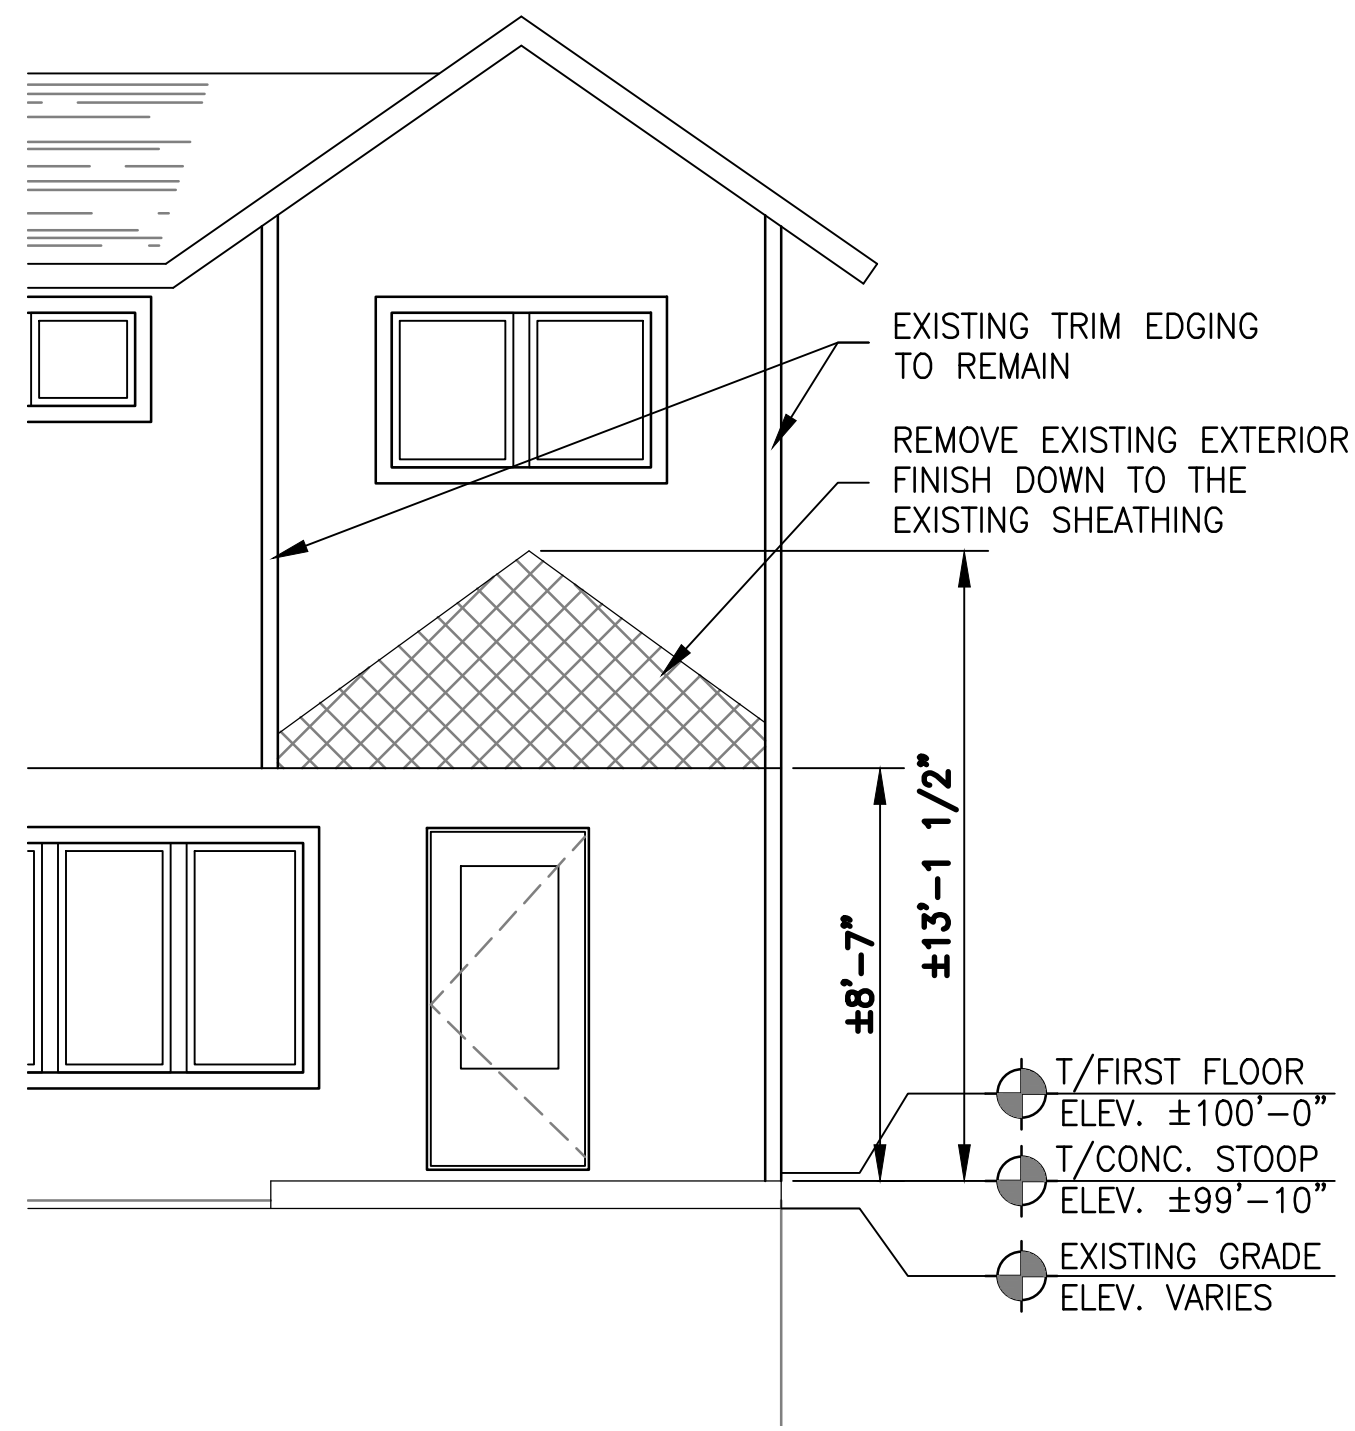 EXISTING TRIM EDGING
TO REMAIN
REMOVE EXISTING EXTERIOR
FINISH DOWN TO THE
EXISTING SHEATHING
±13'-1 1/2"
±8'-7"
T/FIRST FLOOR
ELEV. ±100'-0"
T/CONC. STOOP
ELEV. ±99'-10"
EXISTING GRADE
ELEV. VARIES